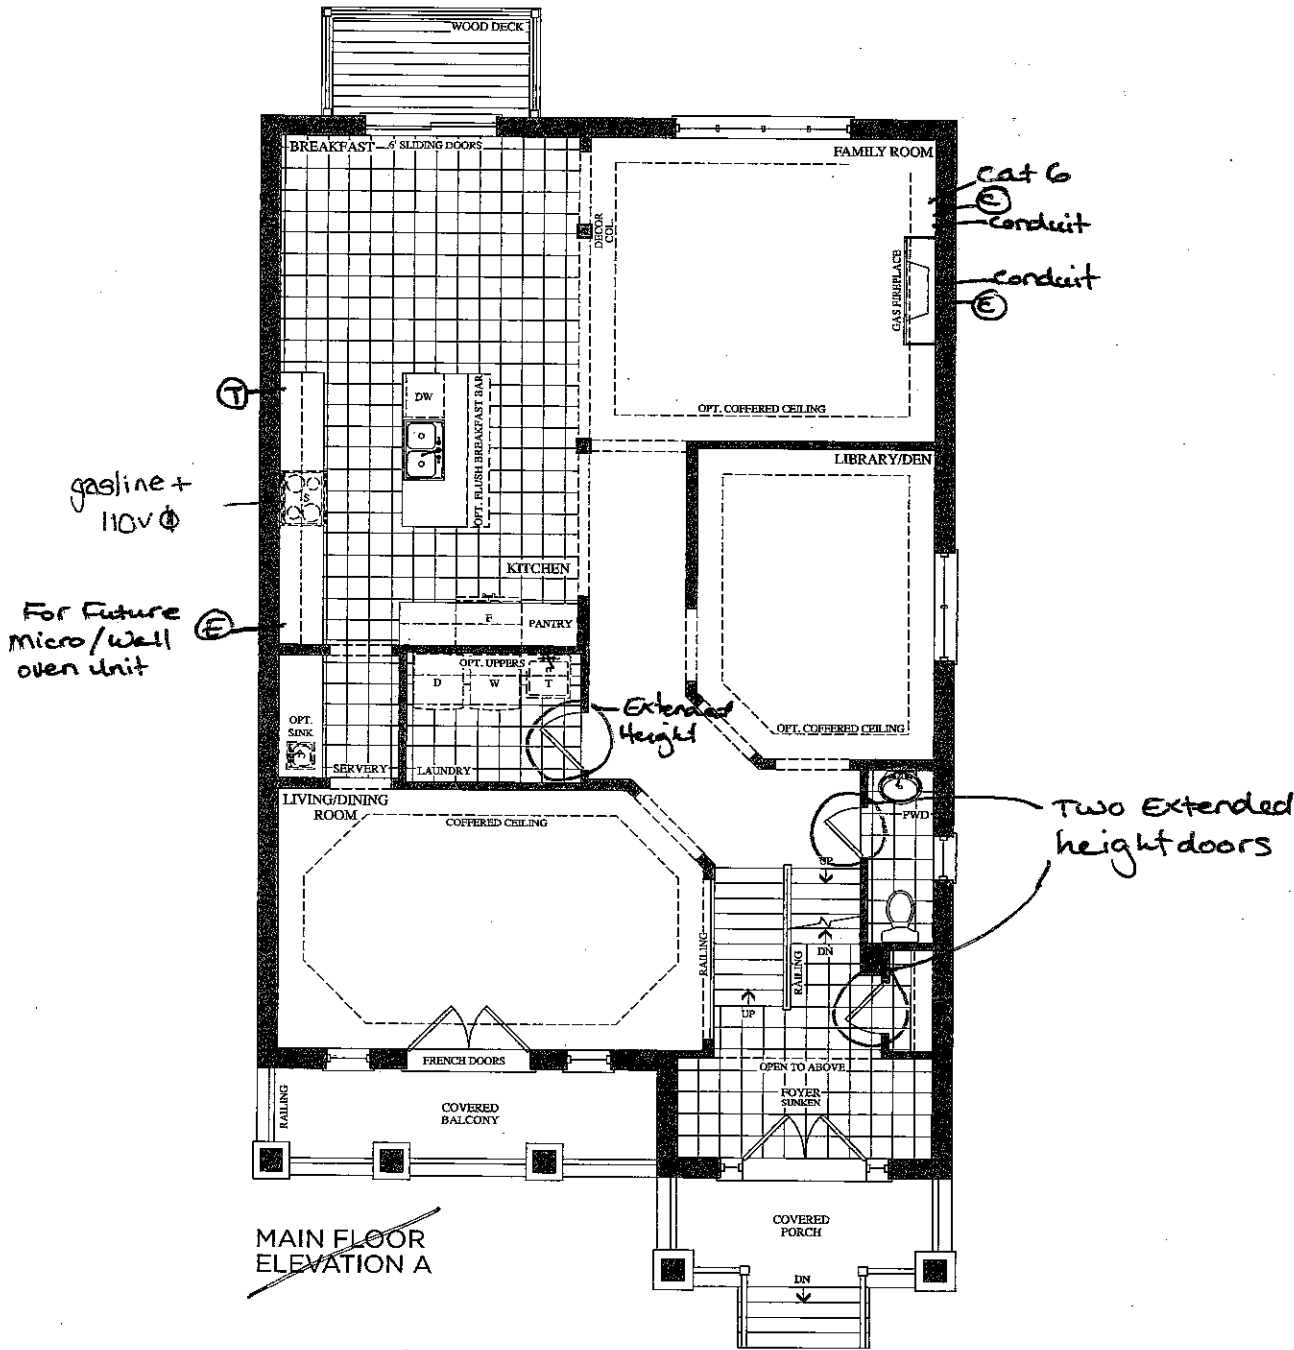 WOOD DECK
BREAKFAST
6' SLIDING DOORS
FAMILY ROOM
cat 6
E
conduit
DECOR
COL.
GAS FIREPLACE
conduit
E
T
DW
OPT. FLUSH BREAKFAST BAR
OPT. COFFERED CEILING
LIBRARY/DEN
gasline +
110V
S
KITCHEN
For Future
Micro/Wall
oven unit
E
F
PANTRY
OPT. UPPERS
D
W
T
OPT.
SINK
Extended
Height
OPT. COFFERED CEILING
SERVERY
LAUNDRY
LIVING/DINING
ROOM
COFFERED CEILING
PWD
Two Extended
height doors
UP
DN
RAILING
RAILING
UP
FRENCH DOORS
OPEN TO ABOVE
FOYER
SUNKEN
RAILING
COVERED
BALCONY
COVERED
PORCH
MAIN FLOOR
ELEVATION A
DN